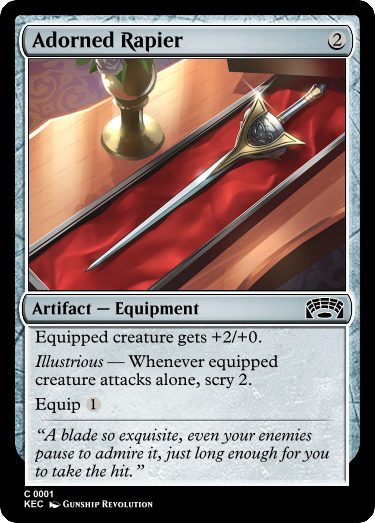 Adorned Rapier 2
Artifact — Equipment
Equipped creature gets +2/+0.
Illustrious — Whenever equipped
creature attacks alone, scry 2.
Equip 1
“A blade so exquisite, even your enemies
pause to admire it, just long enough for you
to take the hit.”
C 0001
KEC Gunship Revolution